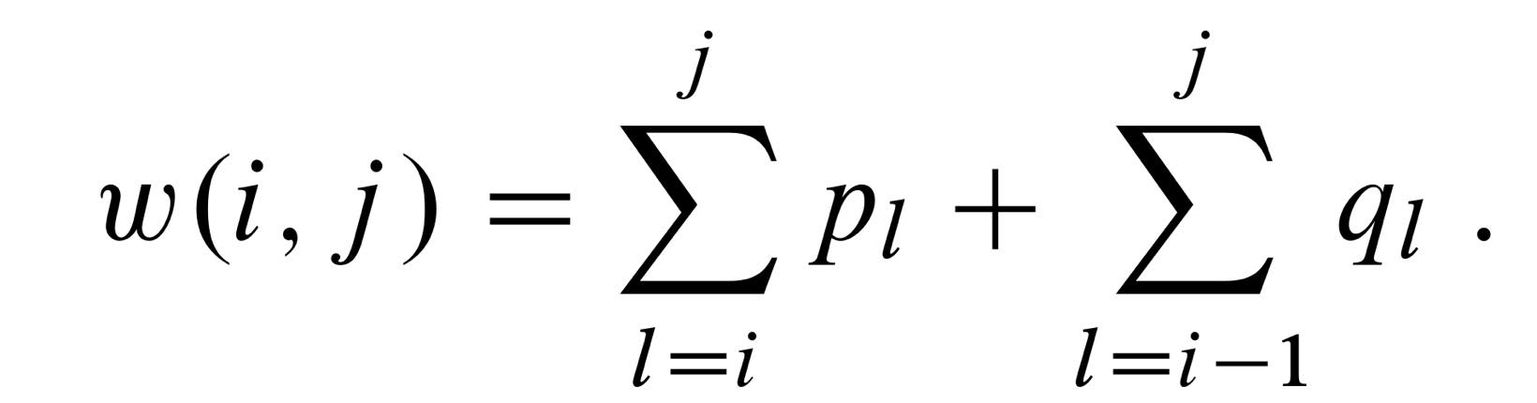 w(i, j) = \sum_{l=i}^{j} p_l + \sum_{l=i-1}^{j} q_l .